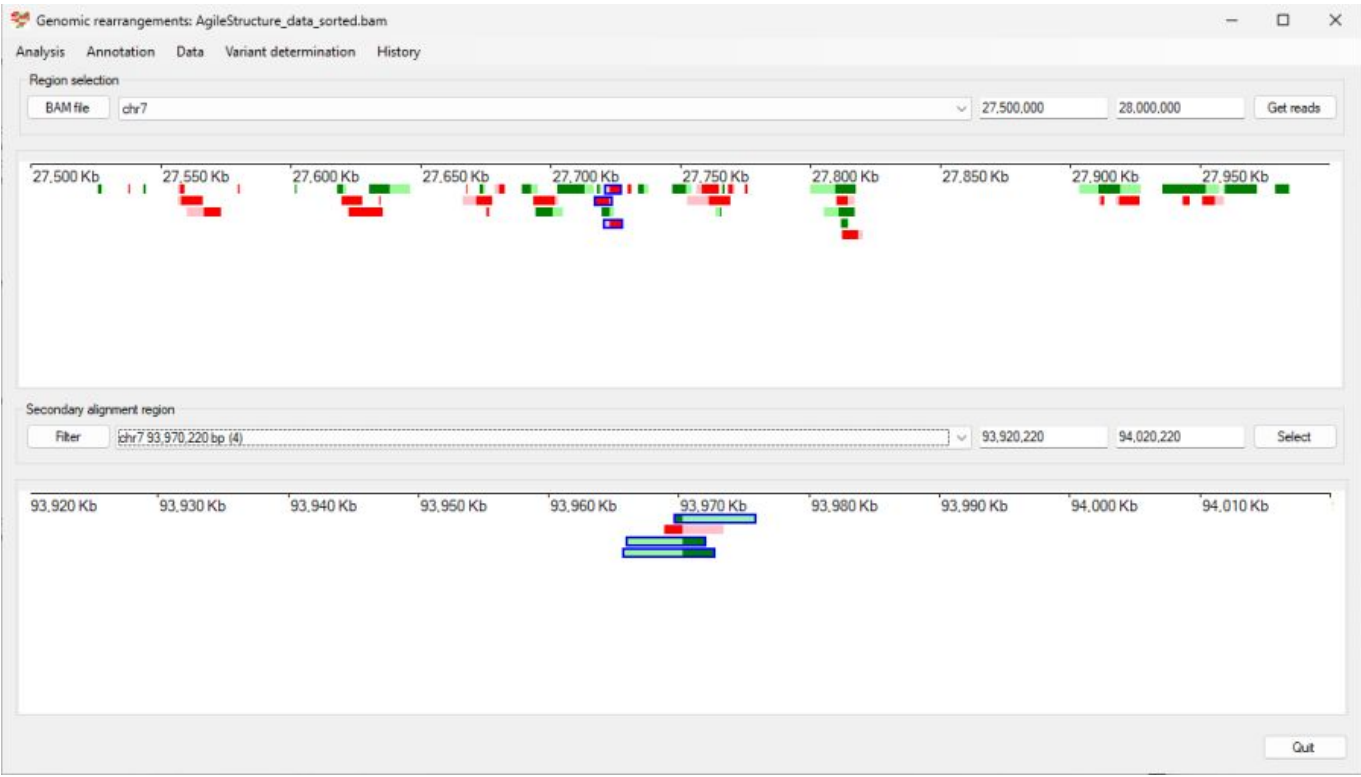 Genomic rearrangements: AgileStructure_data_sorted.bam
Analysis Annotation Data Variant determination History
Region selection
BAM file chr7 27,500,000 28,000,000 Get reads
27,500 Kb 27,550 Kb 27,600 Kb 27,650 Kb 27,700 Kb 27,750 Kb 27,800 Kb 27,850 Kb 27,900 Kb 27,950 Kb
Secondary alignment region
Filter chr7 93,970,220 bp (4) 93,920,220 94,020,220 Select
93,920 Kb 93,930 Kb 93,940 Kb 93,950 Kb 93,960 Kb 93,970 Kb 93,980 Kb 93,990 Kb 94,000 Kb 94,010 Kb
Quit